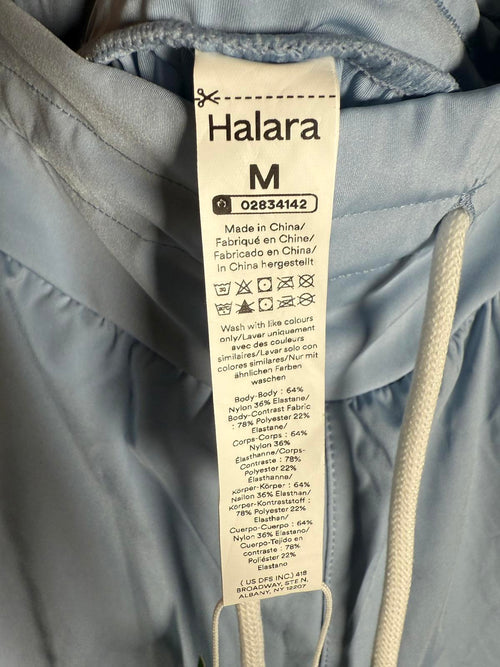 Halara
M
02834142
Made in China/
Fabriqué en Chine/
Fabricado en China/
In China hergestellt
Wash with like colours
only/Laver uniquement
avec des couleurs
similaires/Lavar solo con
colores similares/Nur mit
ähnlichen Farben
waschen
Body-Body : 64%
Nylon 36% Elastane/
Body-Contrast Fabric
: 78% Polyester 22%
Elastane/
Corps-Corps : 64%
Nylon 36%
Élasthanne/Corps-
Contraste : 78%
Polyester 22%
Élasthanne/
Körper-Körper : 64%
Nailon 36% Elasthan/
Körper-Kontraststoff :
78% Polyester 22%
Elasthan/
Cuerpo-Cuerpo : 64%
Nylon 36% Elastano/
Cuerpo-Tejido en
contraste : 78%
Poliéster 22%
Elastano
( US DFS INC.) 418
BROADWAY, STE N,
ALBANY, NY 12207